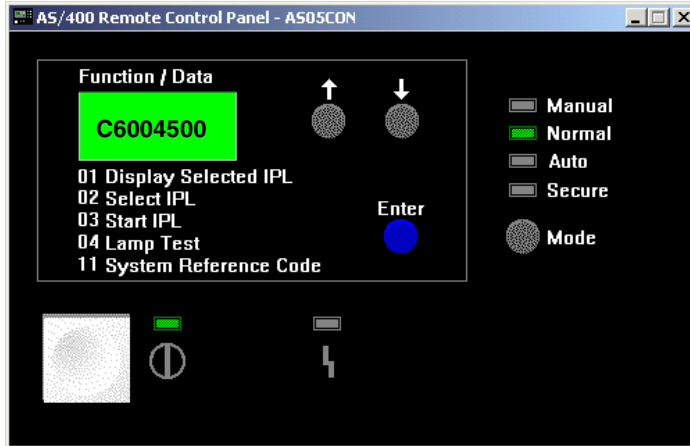 AS/400 Remote Control Panel - AS05CON
Function / Data
C6004500
01 Display Selected IPL
02 Select IPL
03 Start IPL
04 Lamp Test
11 System Reference Code
Enter
Manual
Normal
Auto
Secure
Mode